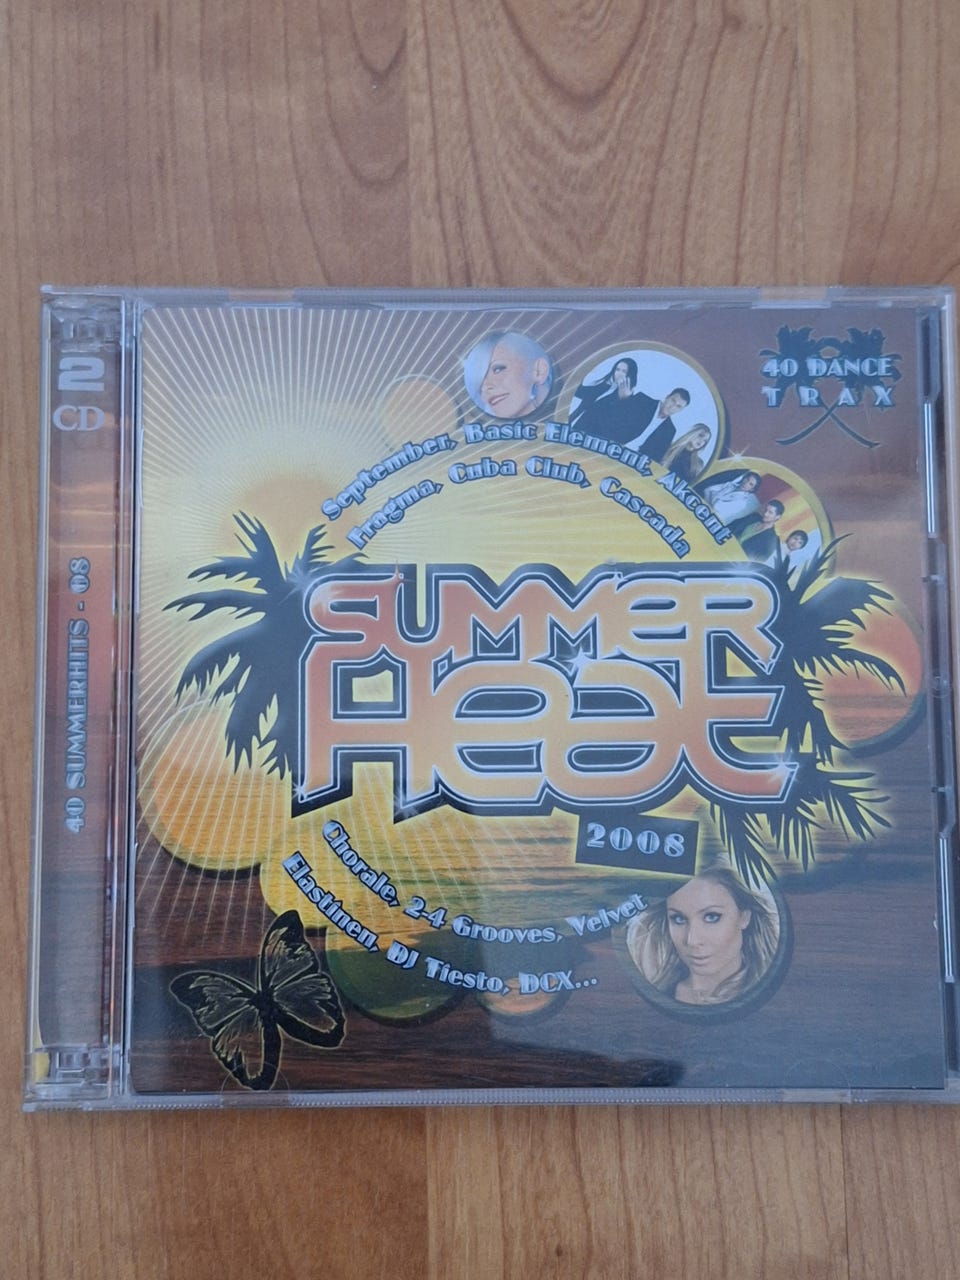 2
CD
40 SUMMERHITS - 08
40 DANCE
TRAX
September, Basic Element, Akcent
Fragma, Cuba Club, Cascada
SUMMER
Heat
2008
Chorale, 2-4 Grooves, Velvet
Elastinen, DJ Tiesto, DCX...